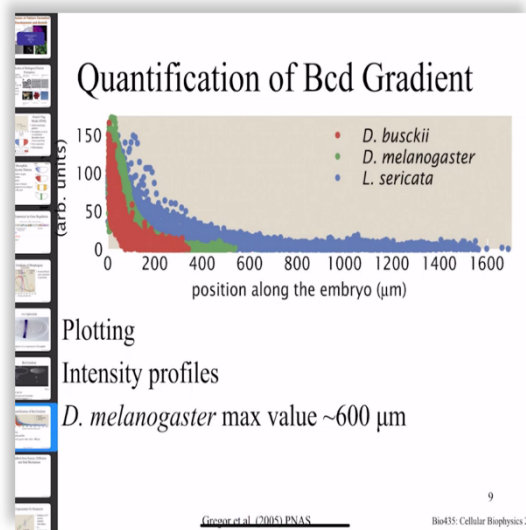 Quantification of Bcd Gradient
(arb. units)
150
100
50
0
D. busckii
D. melanogaster
L. sericata
0 200 400 600 800 1000 1200 1400 1600
position along the embryo (μm)
Plotting
Intensity profiles
D. melanogaster max value ~600 μm
9
Gregor et al. (2005) PNAS
Bio435: Cellular Biophysics